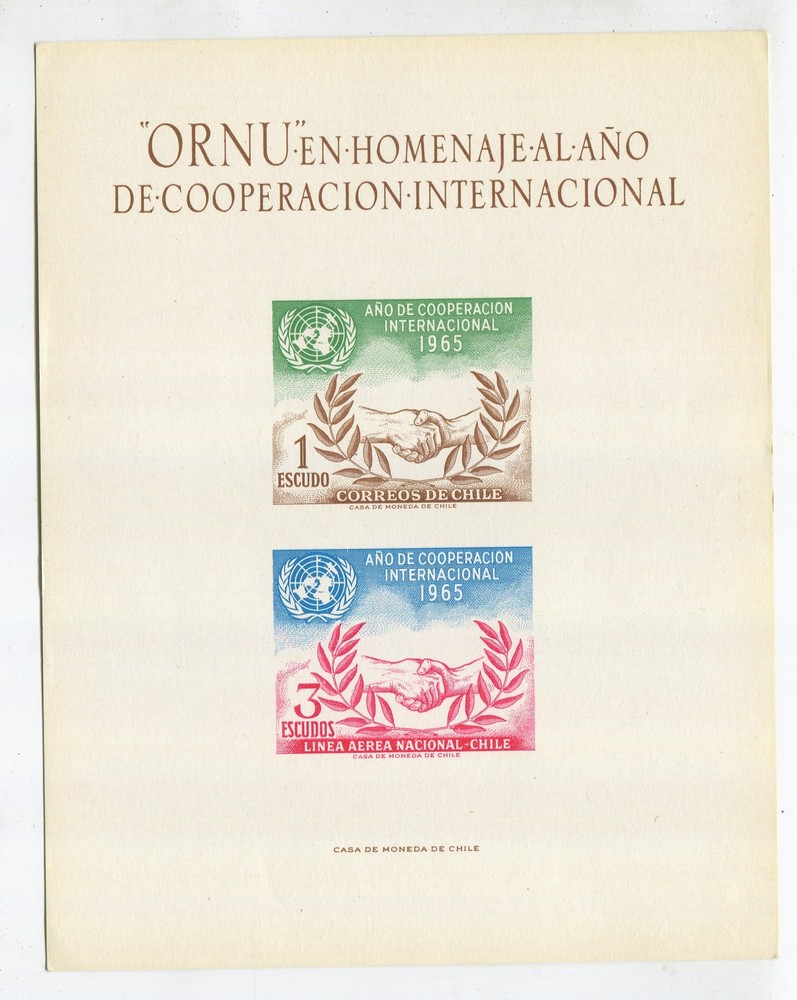 "ORNU"·EN·HOMENAJE·AL·AÑO
DE·COOPERACION·INTERNACIONAL
AÑO DE COOPERACION
INTERNACIONAL
1965
1
ESCUDO
CORREOS DE CHILE
CASA DE MONEDA DE CHILE
AÑO DE COOPERACION
INTERNACIONAL
1965
3
ESCUDOS
LINEA AEREA NACIONAL-CHILE
CASA DE MONEDA DE CHILE
CASA DE MONEDA DE CHILE